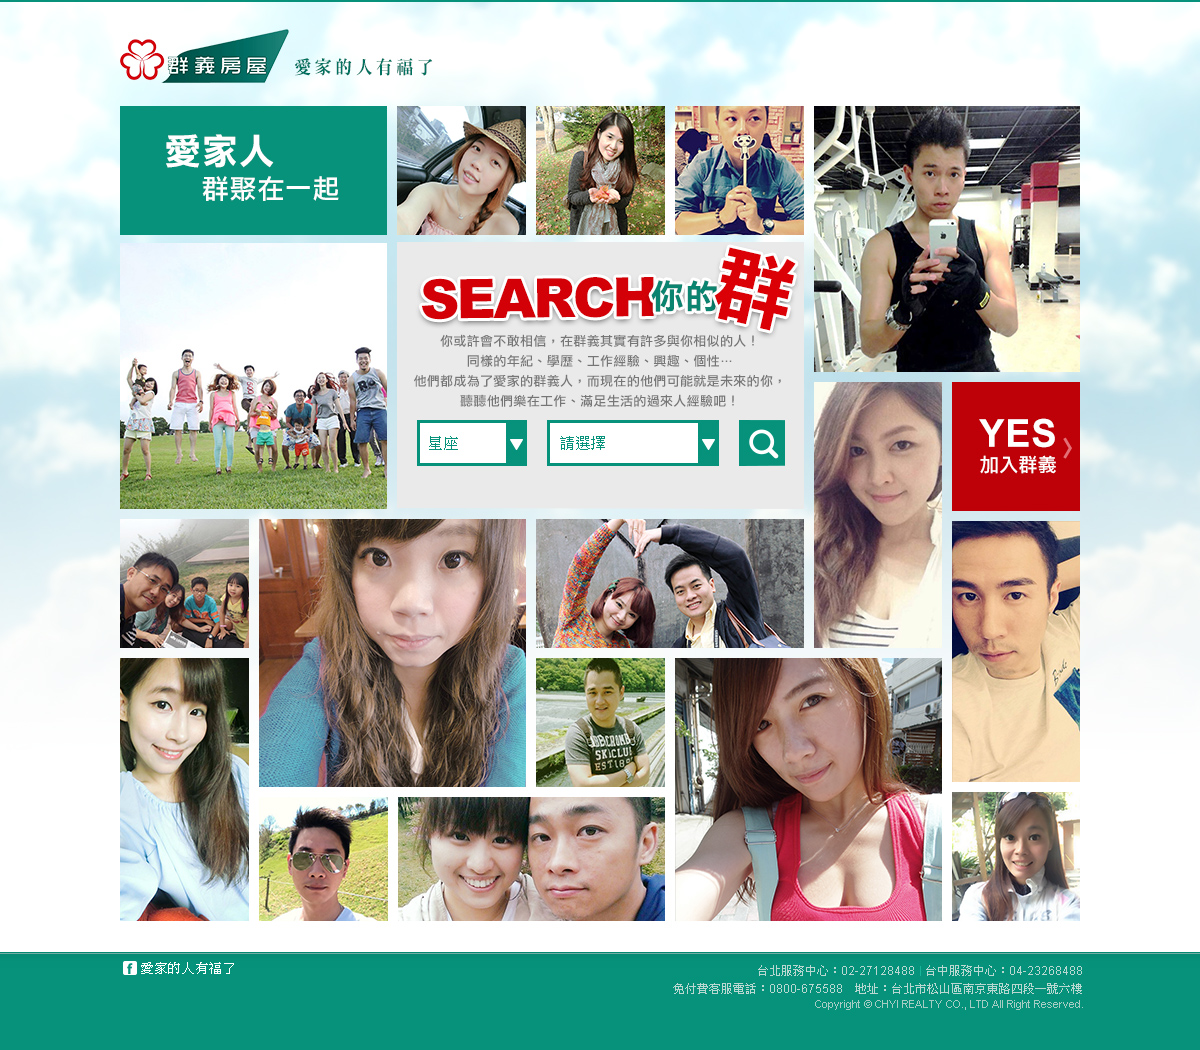 群義房屋 愛家的人有福了
愛家人
群聚在一起
SEARCH你的群
你或許會不敢相信，在群義其實有許多與你相似的人！
同樣的年紀、學歷、工作經驗、興趣、個性…
他們都成為了愛家的群義人，而現在的他們可能就是未來的你，
聽聽他們樂在工作、滿足生活的過來人經驗吧！
星座
請選擇
YES
加入群義
愛家的人有福了
台北服務中心：02-27128488 | 台中服務中心：04-23268488
免付費客服電話：0800-675588 地址：台北市松山區南京東路四段一號六樓
Copyright © CHYI REALTY CO., LTD All Right Reserved.